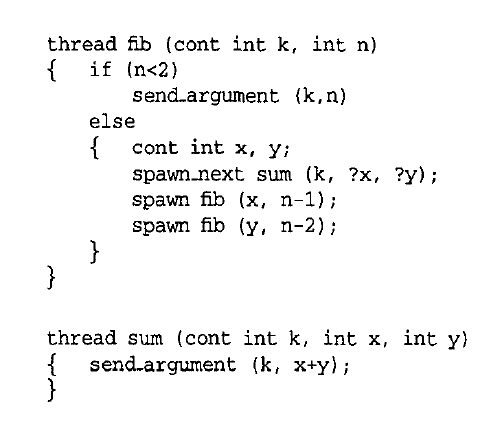 thread fib (cont int k, int n)
{ if (n<2)
send_argument (k,n)
else
{ cont int x, y;
spawn_next sum (k, ?x, ?y);
spawn fib (x, n-1);
spawn fib (y, n-2);
}
}
thread sum (cont int k, int x, int y)
{ send_argument (k, x+y);
}